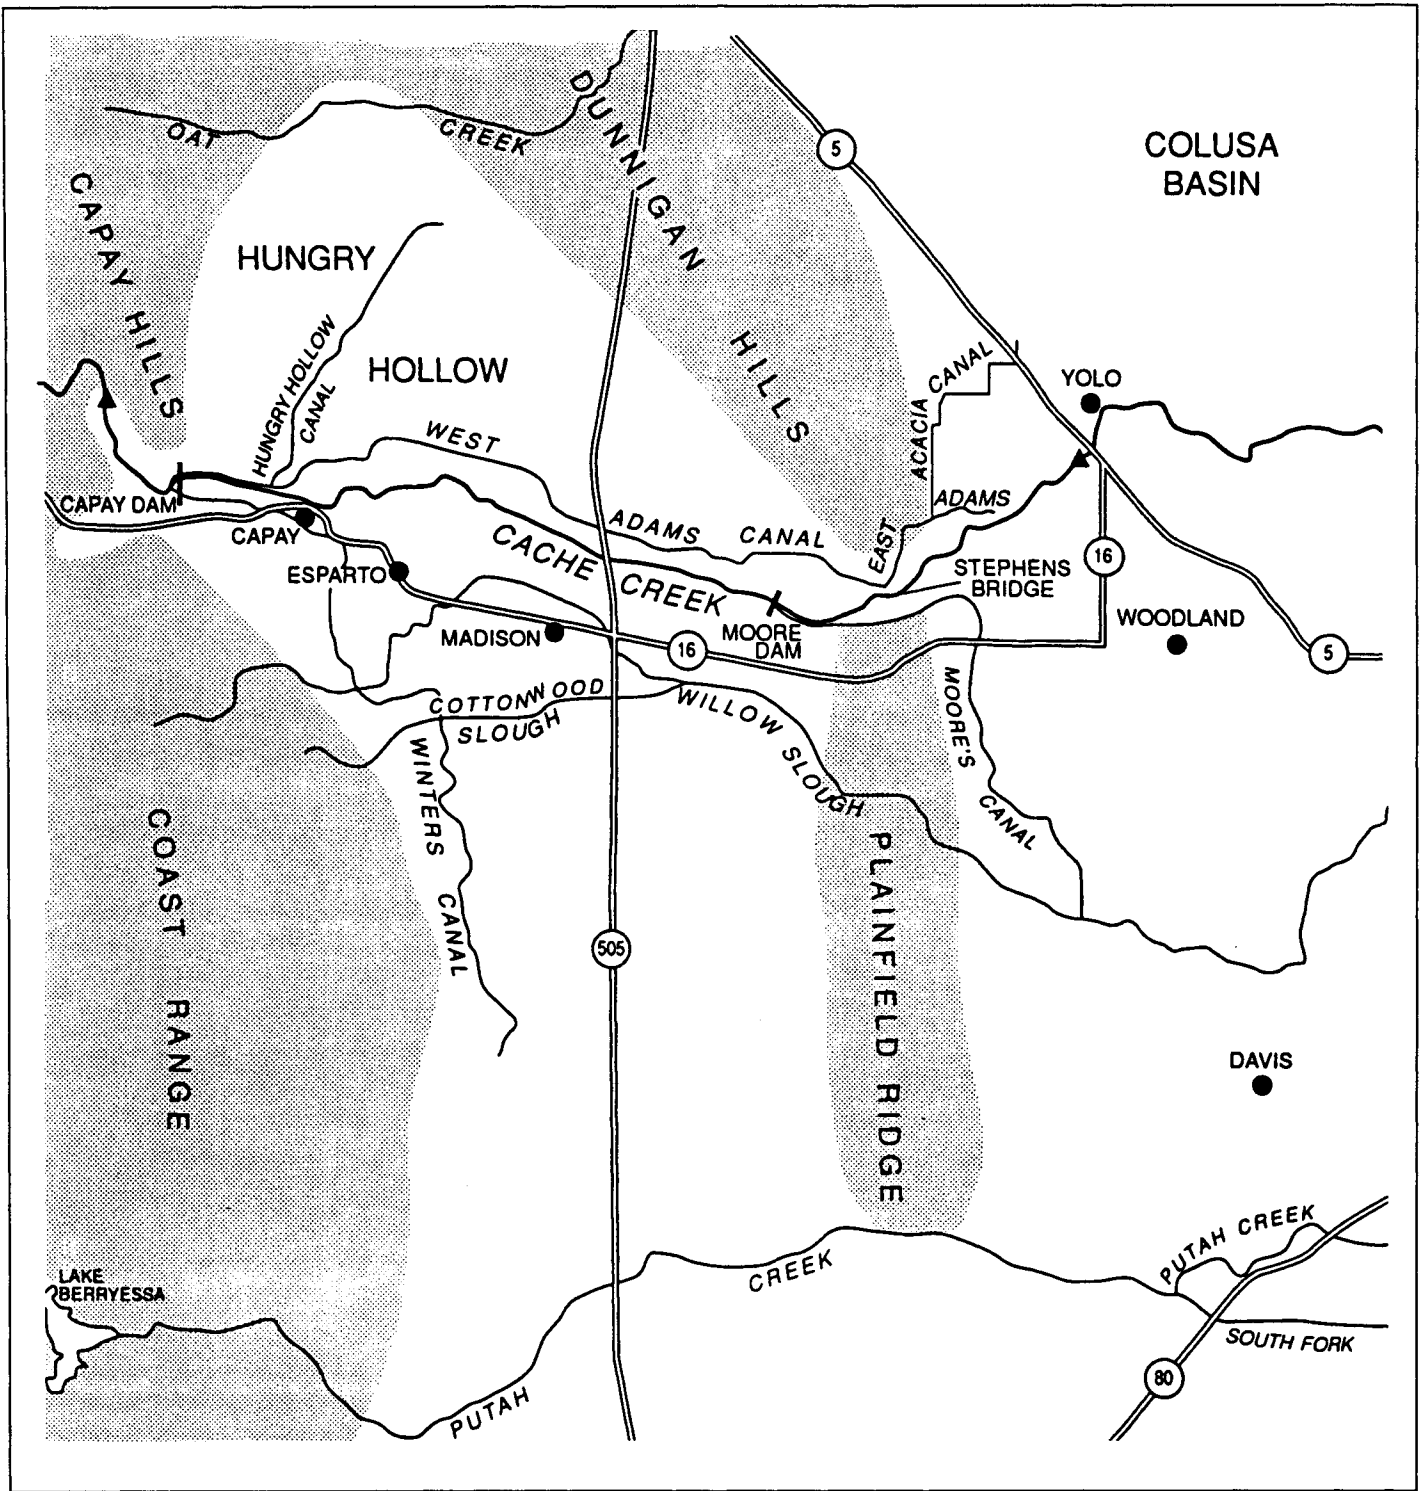 OAT
CREEK
DUNNIGAN
HILLS
5
COLUSA
BASIN
CAPAY HILLS
HUNGRY
HOLLOW
HUNGRY HOLLOW
CANAL
WEST
ADAMS
CANAL
ACACIA CANAL
YOLO
EAST
ADAMS
CAPAY DAM
CAPAY
ESPARTO
CACHE
CREEK
STEPHENS
BRIDGE
16
WOODLAND
MADISON
16
MOORE
DAM
5
COTTONWOOD
SLOUGH
WILLOW SLOUGH
MOORE'S
CANAL
WINTERS
CANAL
COAST
RANGE
PLAINFIELD RIDGE
505
DAVIS
LAKE
BERRYESSA
PUTAH
CREEK
PUTAH CREEK
SOUTH FORK
80